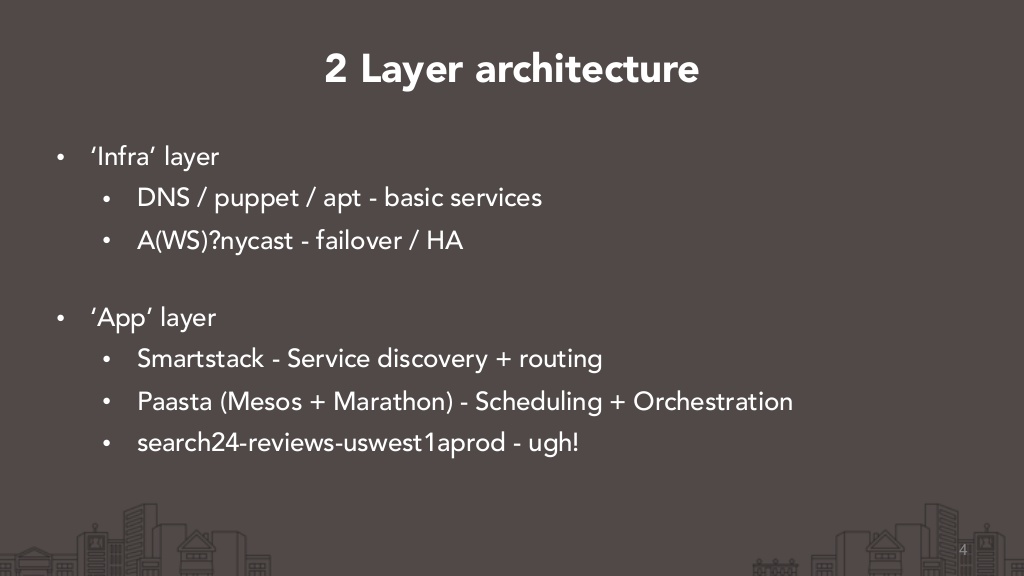 2 Layer architecture
• ‘Infra’ layer
• DNS / puppet / apt - basic services
• A(WS)?nycast - failover / HA
• ‘App’ layer
• Smartstack - Service discovery + routing
• Paasta (Mesos + Marathon) - Scheduling + Orchestration
• search24-reviews-uswest1aprod - ugh!
4